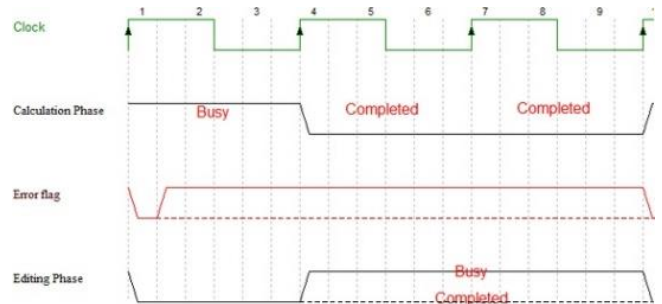 1 2 3 4 5 6 7 8 9
Clock
Calculation Phase Busy Completed Completed
Error flag
Editing Phase Busy
Completed